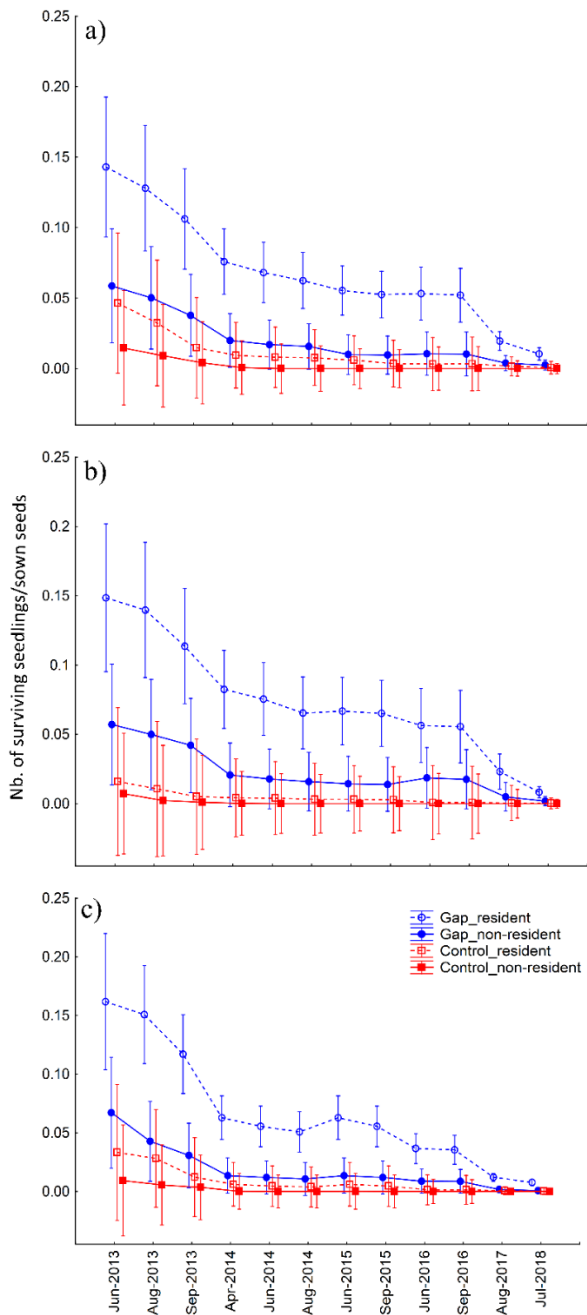 a)
0.25
0.20
0.15
0.10
0.05
0.00
b)
0.25
0.2
0.15
0.1
0.05
0.00
Nb. of surviving seedlings/sown seeds
c)
0.25
0.20
0.15
0.10
0.05
0.00
Gap_resident
Gap_non-resident
Control_resident
Control_non-resident
Jun-2013
Aug-2013
Sep-2013
Apr-2014
Jun-2014
Aug-2014
Jun-2015
Sep-2015
Jun-2016
Sep-2016
Aug-2017
Jul-2018